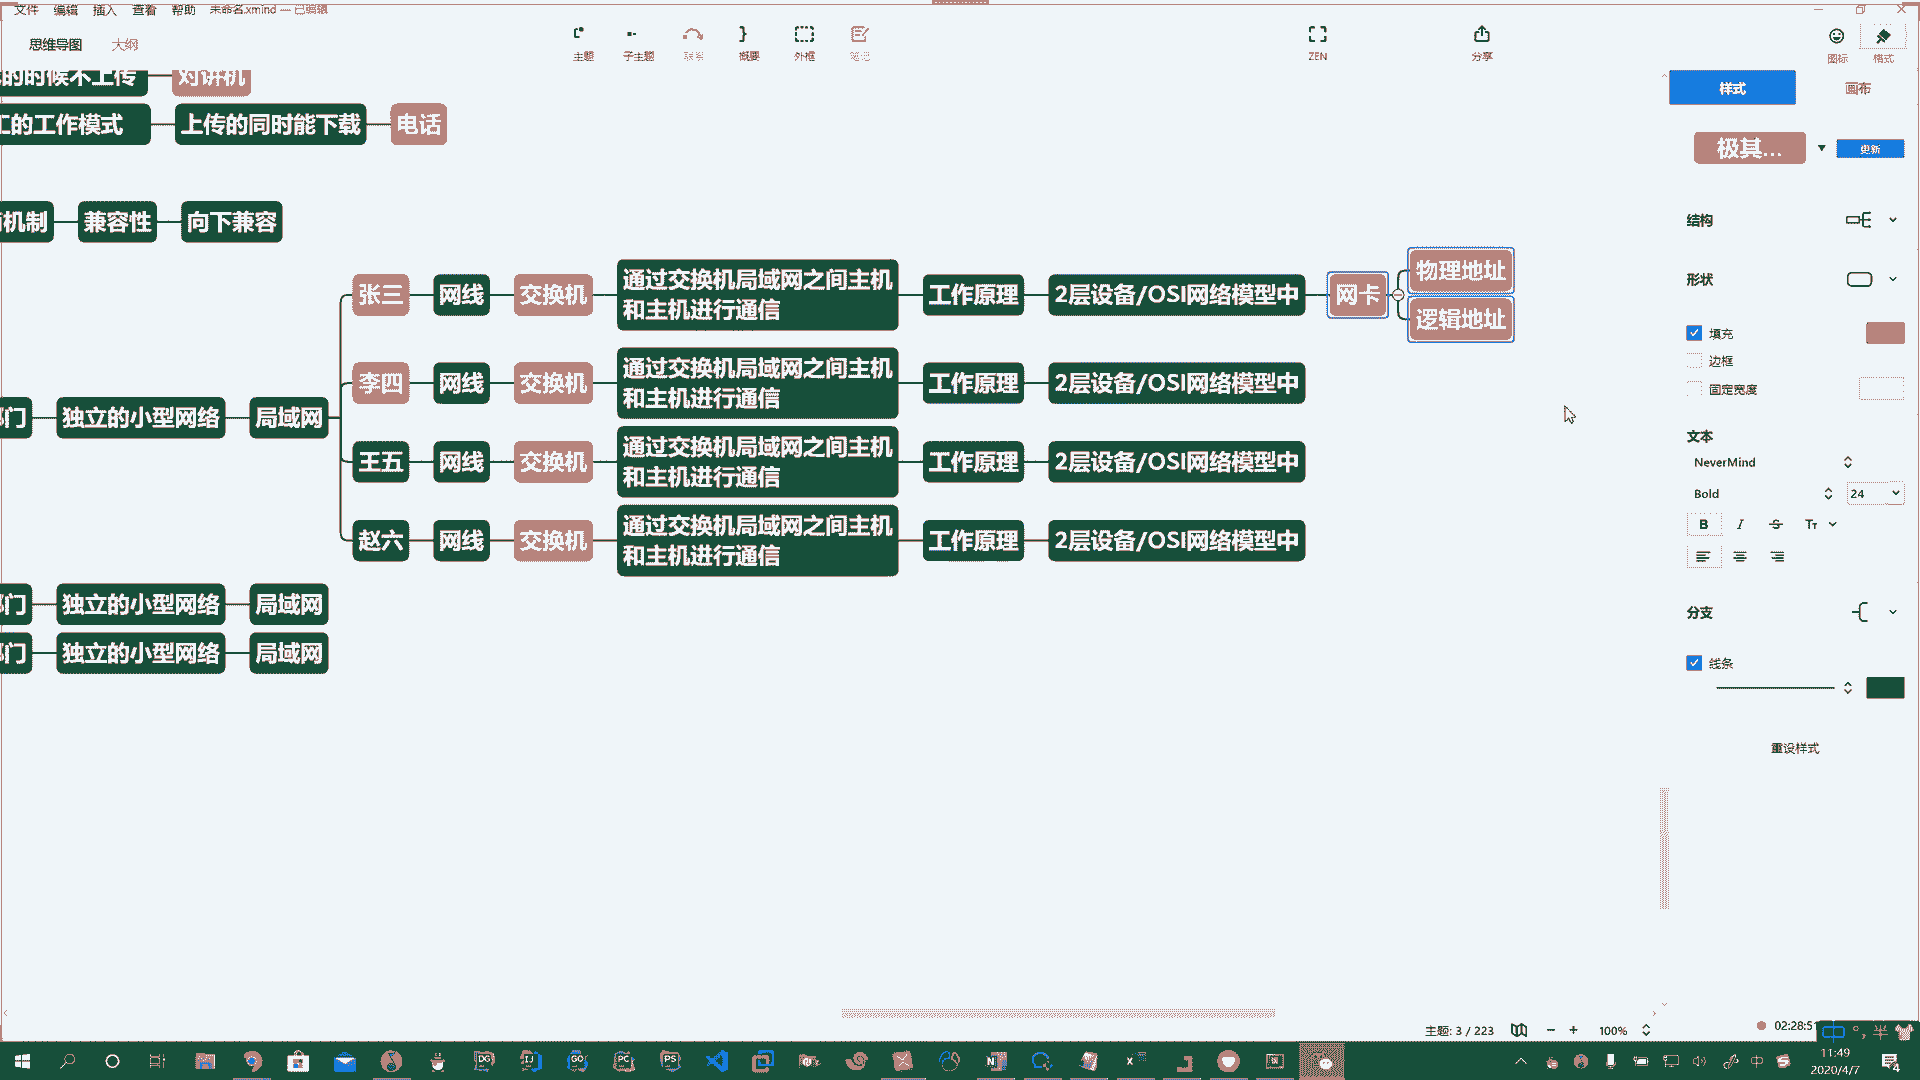 文件 编辑 插入 查看 帮助 未命名.xmind — 已编辑
思维导图 大纲
主题 子主题 联系 概要 外框 笔记 ZEN 分享 图标 格式
的时候不上传 对讲机
工的工作模式 上传的同时能下载 电话
机制 兼容性 向下兼容
张三 网线 交换机 通过交换机局域网之间主机
和主机进行通信 工作原理 2层设备/OSI网络模型中 网卡 物理地址
逻辑地址
李四 网线 交换机 通过交换机局域网之间主机
和主机进行通信 工作原理 2层设备/OSI网络模型中
部门 独立的小型网络 局域网
王五 网线 交换机 通过交换机局域网之间主机
和主机进行通信 工作原理 2层设备/OSI网络模型中
赵六 网线 交换机 通过交换机局域网之间主机
和主机进行通信 工作原理 2层设备/OSI网络模型中
部门 独立的小型网络 局域网
部门 独立的小型网络 局域网
样式 画布
极其... 更新
结构
形状
填充
边框
固定宽度
文本
NeverMind
Bold 24
B I S Tт
分支
线条
重设样式
主题: 3 / 223 100% 02:28:51
中 °, 半
DG IJ GO PC PS
中 11:49
2020/4/7
4